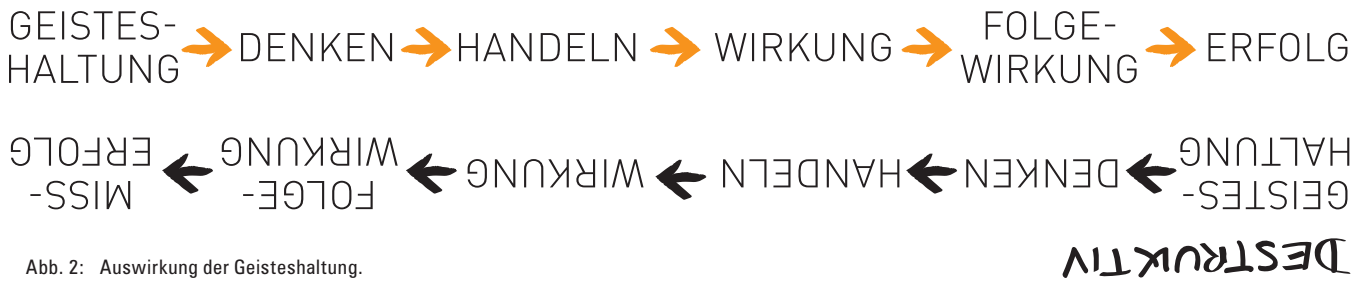 GEISTES-
HALTUNG
DENKEN
HANDELN
WIRKUNG
FOLGE-
WIRKUNG
ERFOLG
DESTRUKTIV
GEISTES-
HALTUNG
DENKEN
HANDELN
WIRKUNG
FOLGE-
WIRKUNG
MISS-
ERFOLG
Abb. 2: Auswirkung der Geisteshaltung.